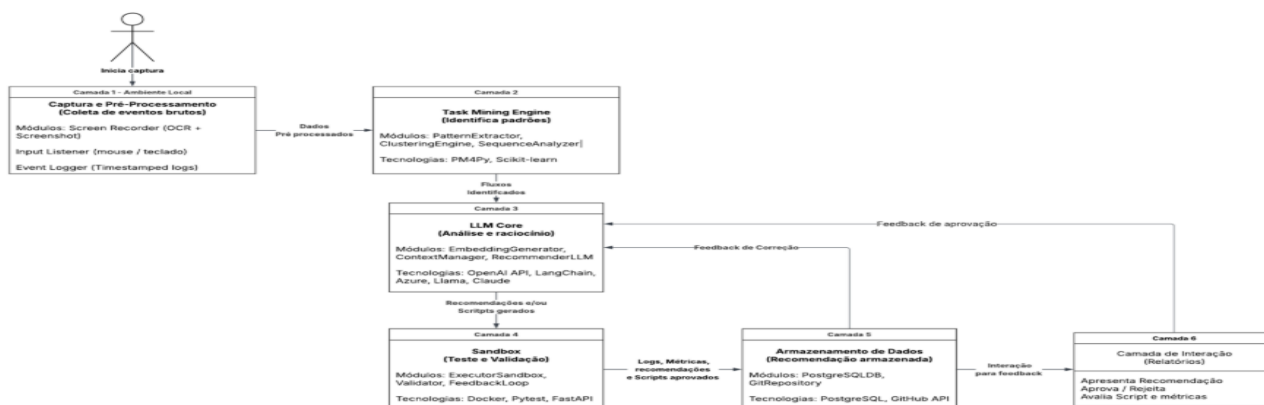 Inicia captura
Camada 1 - Ambiente Local
Captura e Pré-Processamento
(Coleta de eventos brutos)
Módulos: Screen Recorder (OCR +
Screenshot)
Input Listener (mouse / teclado)
Event Logger (Timestamped logs)
Dados
Pré processados
Camada 2
Task Mining Engine
(Identifica padrões)
Módulos: PatternExtractor,
ClusteringEngine, SequenceAnalyzer
Tecnologias: PM4Py, Scikit-learn
Fluxos
Identifcados
Camada 3
LLM Core
(Análise e raciocínio)
Módulos: EmbeddingGenerator,
ContextManager, RecommenderLLM
Tecnologias: OpenAI API, LangChain,
Azure, Llama, Claude
Feedback de aprovação
Feedback de Correção
Recomendações e/ou
Scritpts gerados
Camada 4
Sandbox
(Teste e Validação)
Módulos: ExecutorSandbox,
Validator, FeedbackLoop
Tecnologias: Docker, Pytest, FastAPI
Logs, Métricas,
recomendações
e Scripts aprovados
Camada 5
Armazenamento de Dados
(Recomendação armazenada)
Módulos: PostgreSQLDB,
GitRepository
Tecnologias: PostgreSQL, GitHub API
Interação
para feedback
Camada 6
Camada de Interação
(Relatórios)
Apresenta Recomendação
Aprova / Rejeita
Avalia Script e métricas